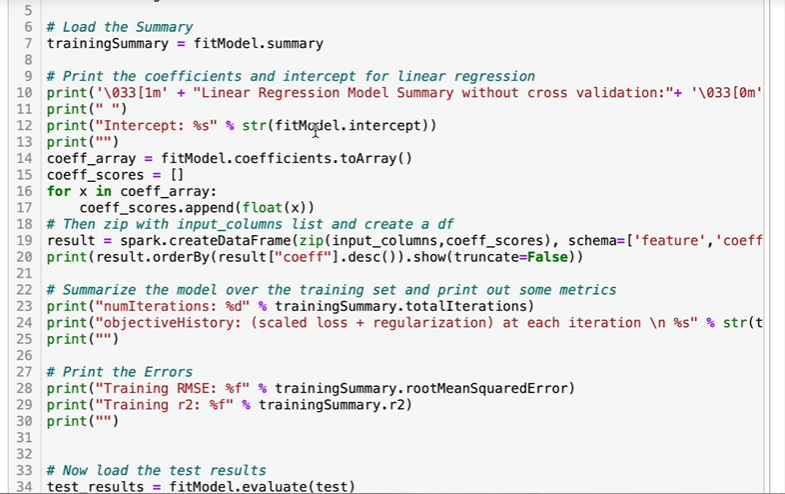 5
6 # Load the Summary
7 trainingSummary = fitModel.summary
8
9 # Print the coefficients and intercept for linear regression
10 print('\033[1m' + "Linear Regression Model Summary without cross validation:"+ '\033[0m'
11 print(" ")
12 print("Intercept: %s" % str(fitModel.intercept))
13 print("")
14 coeff_array = fitModel.coefficients.toArray()
15 coeff_scores = []
16 for x in coeff_array:
17     coeff_scores.append(float(x))
18 # Then zip with input_columns list and create a df
19 result = spark.createDataFrame(zip(input_columns,coeff_scores), schema=['feature','coeff
20 print(result.orderBy(result["coeff"].desc()).show(truncate=False))
21
22 # Summarize the model over the training set and print out some metrics
23 print("numIterations: %d" % trainingSummary.totalIterations)
24 print("objectiveHistory: (scaled loss + regularization) at each iteration \n %s" % str(t
25 print("")
26
27 # Print the Errors
28 print("Training RMSE: %f" % trainingSummary.rootMeanSquaredError)
29 print("Training r2: %f" % trainingSummary.r2)
30 print("")
31
32
33 # Now load the test results
34 test_results = fitModel.evaluate(test)